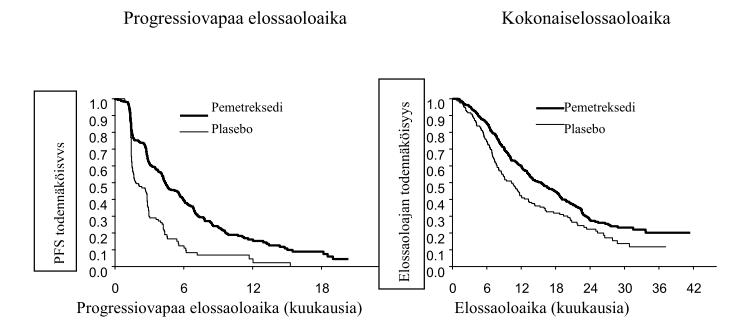 Progressiovapaa elossaoloaika
Kokonaiselossaoloaika
PFS todennäköisyys
1.0
0.9
0.8
0.7
0.6
0.5
0.4
0.3
0.2
0.1
0.0
Pemetreksedi
Plasebo
0 6 12 18
Progressiovapaa elossaoloaika (kuukausia)
Elossaoloajan todennäköisyys
1.0
0.9
0.8
0.7
0.6
0.5
0.4
0.3
0.2
0.1
0.0
Pemetreksedi
Plasebo
0 6 12 18 24 30 36 42
Elossaoloaika (kuukausia)